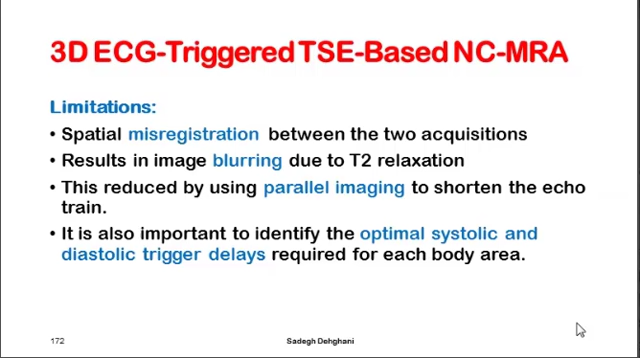 3D ECG-Triggered TSE-Based NC-MRA
Limitations:
• Spatial misregistration between the two acquisitions
• Results in image blurring due to T2 relaxation
• This reduced by using parallel imaging to shorten the echo
train.
• It is also important to identify the optimal systolic and
diastolic trigger delays required for each body area.
172
Sadegh Dehghani